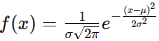 f(x) = \frac{1}{\sigma\sqrt{2\pi}} e^{-\frac{(x-\mu)^2}{2\sigma^2}}